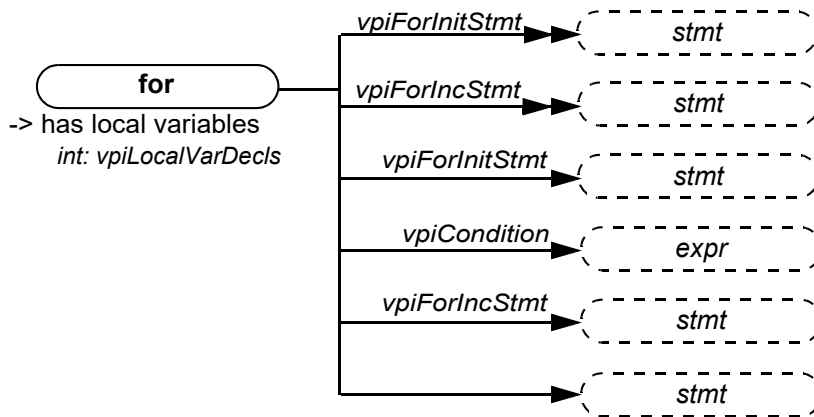 vpiForInitStmt
stmt
for
vpiForIncStmt
stmt
-> has local variables
int: vpiLocalVarDecls
vpiForInitStmt
stmt
vpiCondition
expr
vpiForIncStmt
stmt
stmt